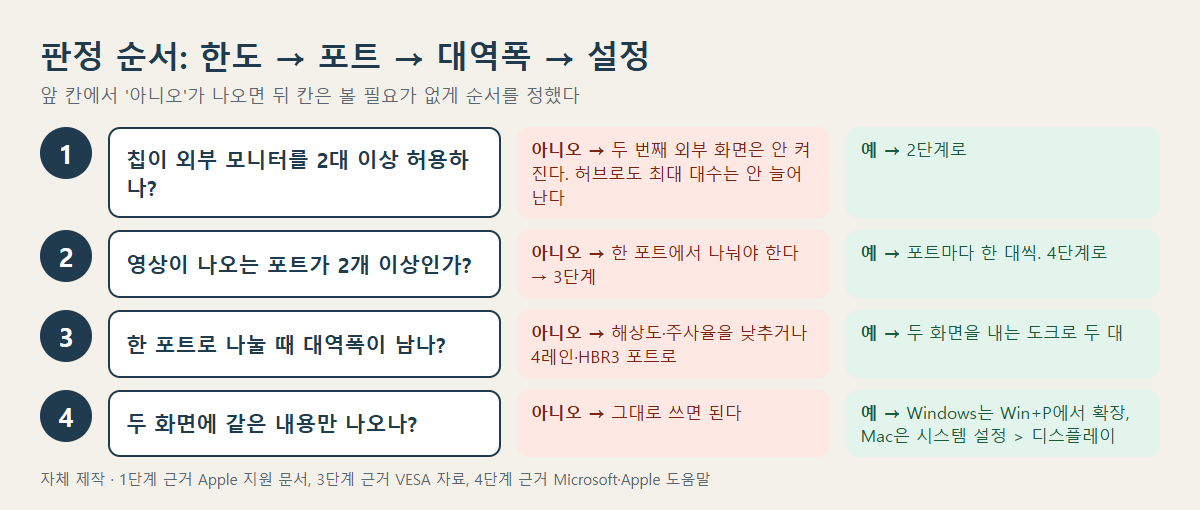 판정 순서: 한도 → 포트 → 대역폭 → 설정
앞 칸에서 '아니오'가 나오면 뒤 칸은 볼 필요가 없게 순서를 정했다
1
칩이 외부 모니터를 2대 이상 허용하
나?
아니오 → 두 번째 외부 화면은 안 켜
진다. 허브로도 최대 대수는 안 늘어
난다
예 → 2단계로
2
영상이 나오는 포트가 2개 이상인가?
아니오 → 한 포트에서 나눠야 한다
→ 3단계
예 → 포트마다 한 대씩. 4단계로
3
한 포트로 나눌 때 대역폭이 남나?
아니오 → 해상도·주사율을 낮추거나
4레인·HBR3 포트로
예 → 두 화면을 내는 도크로 두 대
4
두 화면에 같은 내용만 나오나?
아니오 → 그대로 쓰면 된다
예 → Windows는 Win+P에서 확장,
Mac은 시스템 설정 > 디스플레이
자체 제작 · 1단계 근거 Apple 지원 문서, 3단계 근거 VESA 자료, 4단계 근거 Microsoft·Apple 도움말